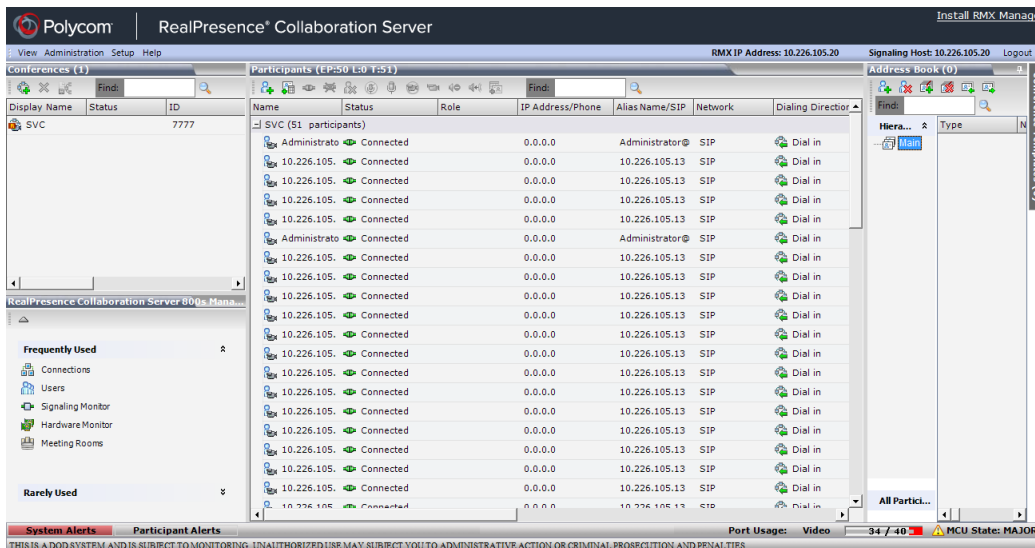 Install RMX Manag
Polycom® RealPresence® Collaboration Server
View Administration Setup Help RMX IP Address: 10.226.105.20 Signaling Host: 10.226.105.20 Logout
Conferences (1) Participants (EP:50 L:0 T:51) Address Book (0)
Find: Find:
Display Name Status ID Name Status Role IP Address/Phone Alias Name/SIP Network Dialing Direction Find:
SVC 7777 SVC (51 participants) Hiera... Type N
Administrato Connected 0.0.0.0 Administrator@ SIP Dial in Main
10.226.105. Connected 0.0.0.0 10.226.105.13 SIP Dial in
10.226.105. Connected 0.0.0.0 10.226.105.13 SIP Dial in
10.226.105. Connected 0.0.0.0 10.226.105.13 SIP Dial in
10.226.105. Connected 0.0.0.0 10.226.105.13 SIP Dial in
Administrato Connected 0.0.0.0 Administrator@ SIP Dial in
10.226.105. Connected 0.0.0.0 10.226.105.13 SIP Dial in
10.226.105. Connected 0.0.0.0 10.226.105.13 SIP Dial in
RealPresence Collaboration Server 800s Mana... 10.226.105. Connected 0.0.0.0 10.226.105.13 SIP Dial in
10.226.105. Connected 0.0.0.0 10.226.105.13 SIP Dial in
10.226.105. Connected 0.0.0.0 10.226.105.13 SIP Dial in
Frequently Used 10.226.105. Connected 0.0.0.0 10.226.105.13 SIP Dial in
Connections 10.226.105. Connected 0.0.0.0 10.226.105.13 SIP Dial in
Users 10.226.105. Connected 0.0.0.0 10.226.105.13 SIP Dial in
Signaling Monitor 10.226.105. Connected 0.0.0.0 10.226.105.13 SIP Dial in
Hardware Monitor 10.226.105. Connected 0.0.0.0 10.226.105.13 SIP Dial in
Meeting Rooms 10.226.105. Connected 0.0.0.0 10.226.105.13 SIP Dial in
10.226.105. Connected 0.0.0.0 10.226.105.13 SIP Dial in
Rarely Used 10.226.105. Connected 0.0.0.0 10.226.105.13 SIP Dial in All Partici...
10.226.105. Connected 0.0.0.0 10.226.105.13 SIP Dial in
System Alerts Participant Alerts Port Usage: Video 34 / 40 MCU State: MAJOR
THIS IS A DOD SYSTEM AND IS SUBJECT TO MONITORING. UNAUTHORIZED USE MAY SUBJECT YOU TO ADMINISTRATIVE ACTION OR CRIMINAL PROSECUTION AND PENALTIES